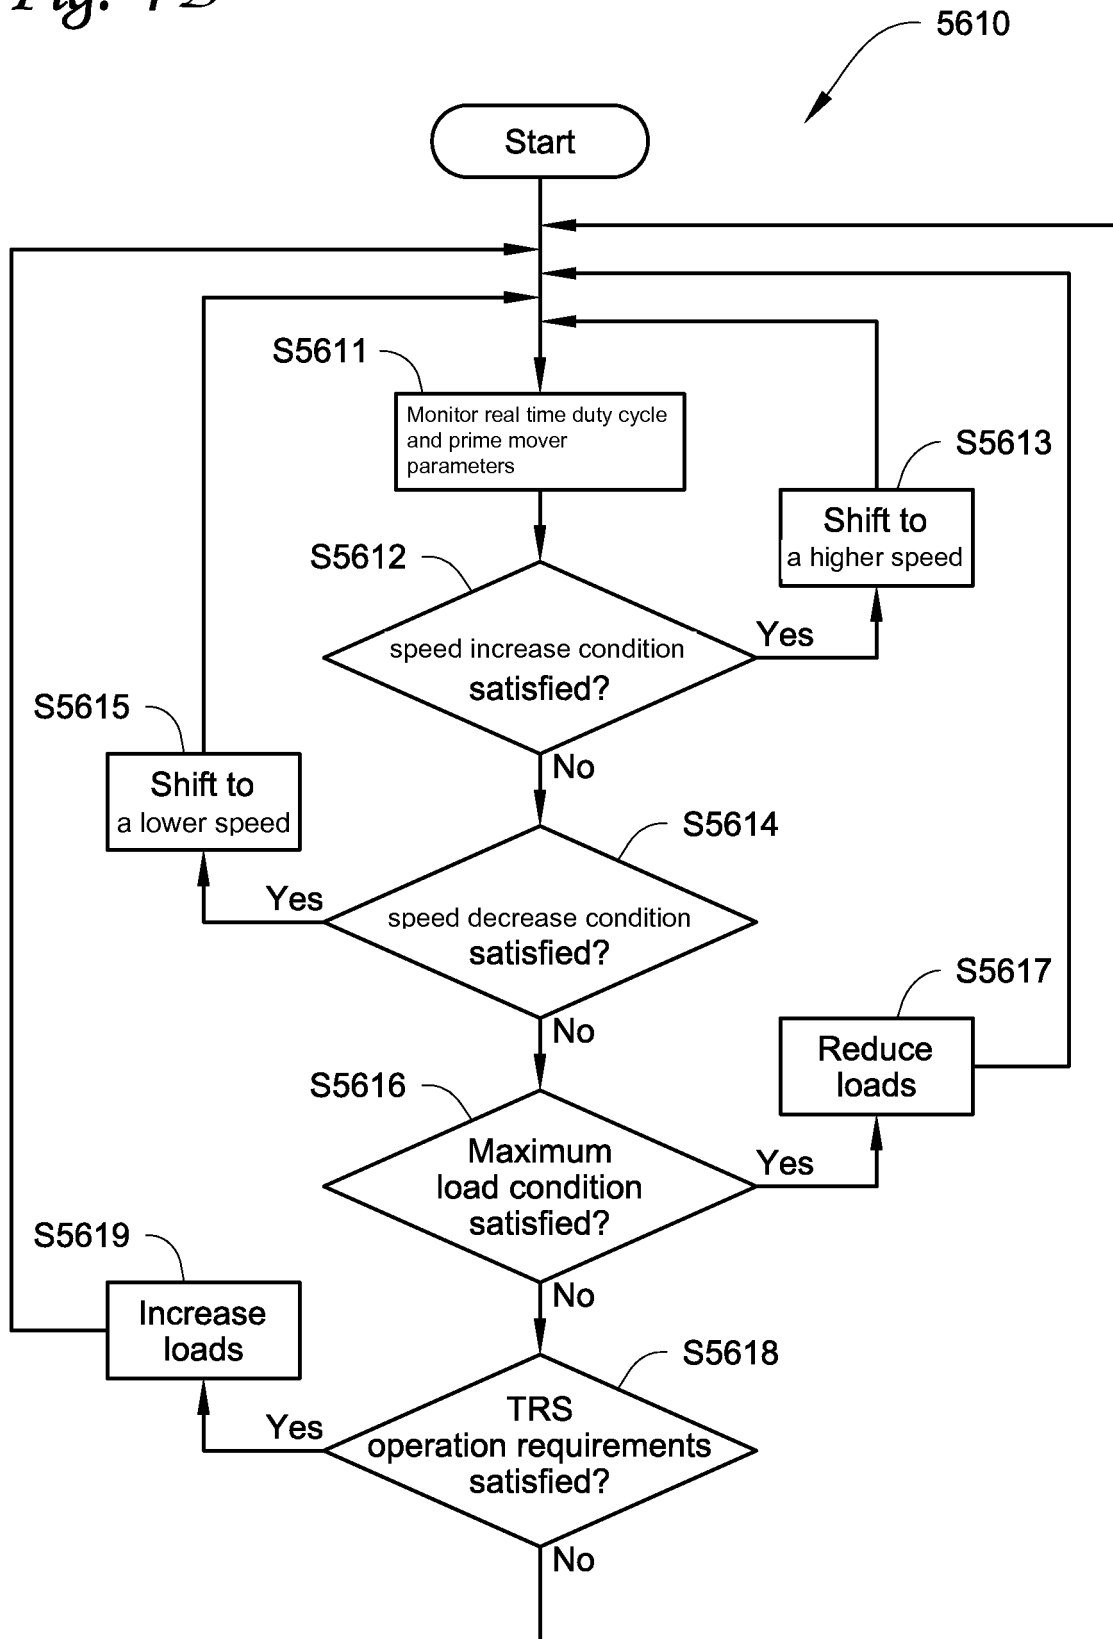 5610
Start
S5611
Monitor real time duty cycle
and prime mover
parameters
S5613
Shift to
a higher speed
S5612
speed increase condition
satisfied?
Yes
No
S5615
Shift to
a lower speed
S5614
Yes
speed decrease condition
satisfied?
No
S5617
Reduce
loads
S5616
Maximum
load condition
satisfied?
Yes
No
S5619
Increase
loads
S5618
Yes
TRS
operation requirements
satisfied?
No